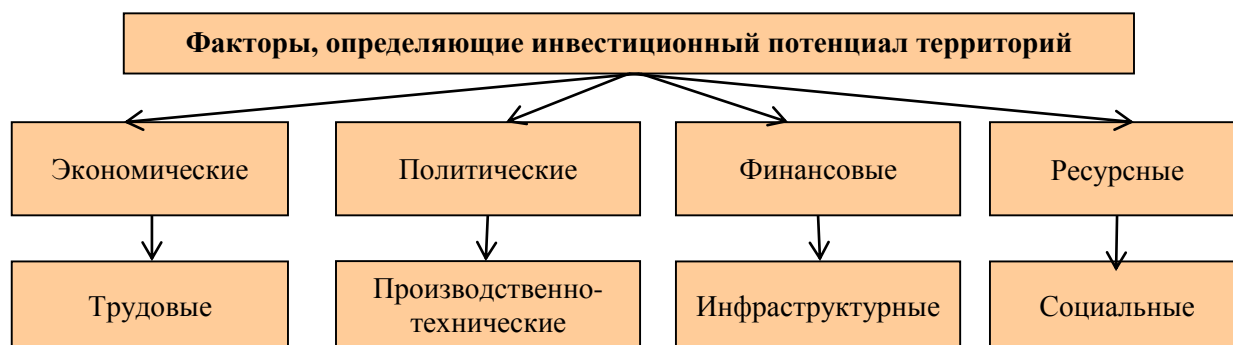 Факторы, определяющие инвестиционный потенциал территорий
Экономические
Политические
Финансовые
Ресурсные
Трудовые
Производственно-
технические
Инфраструктурные
Социальные